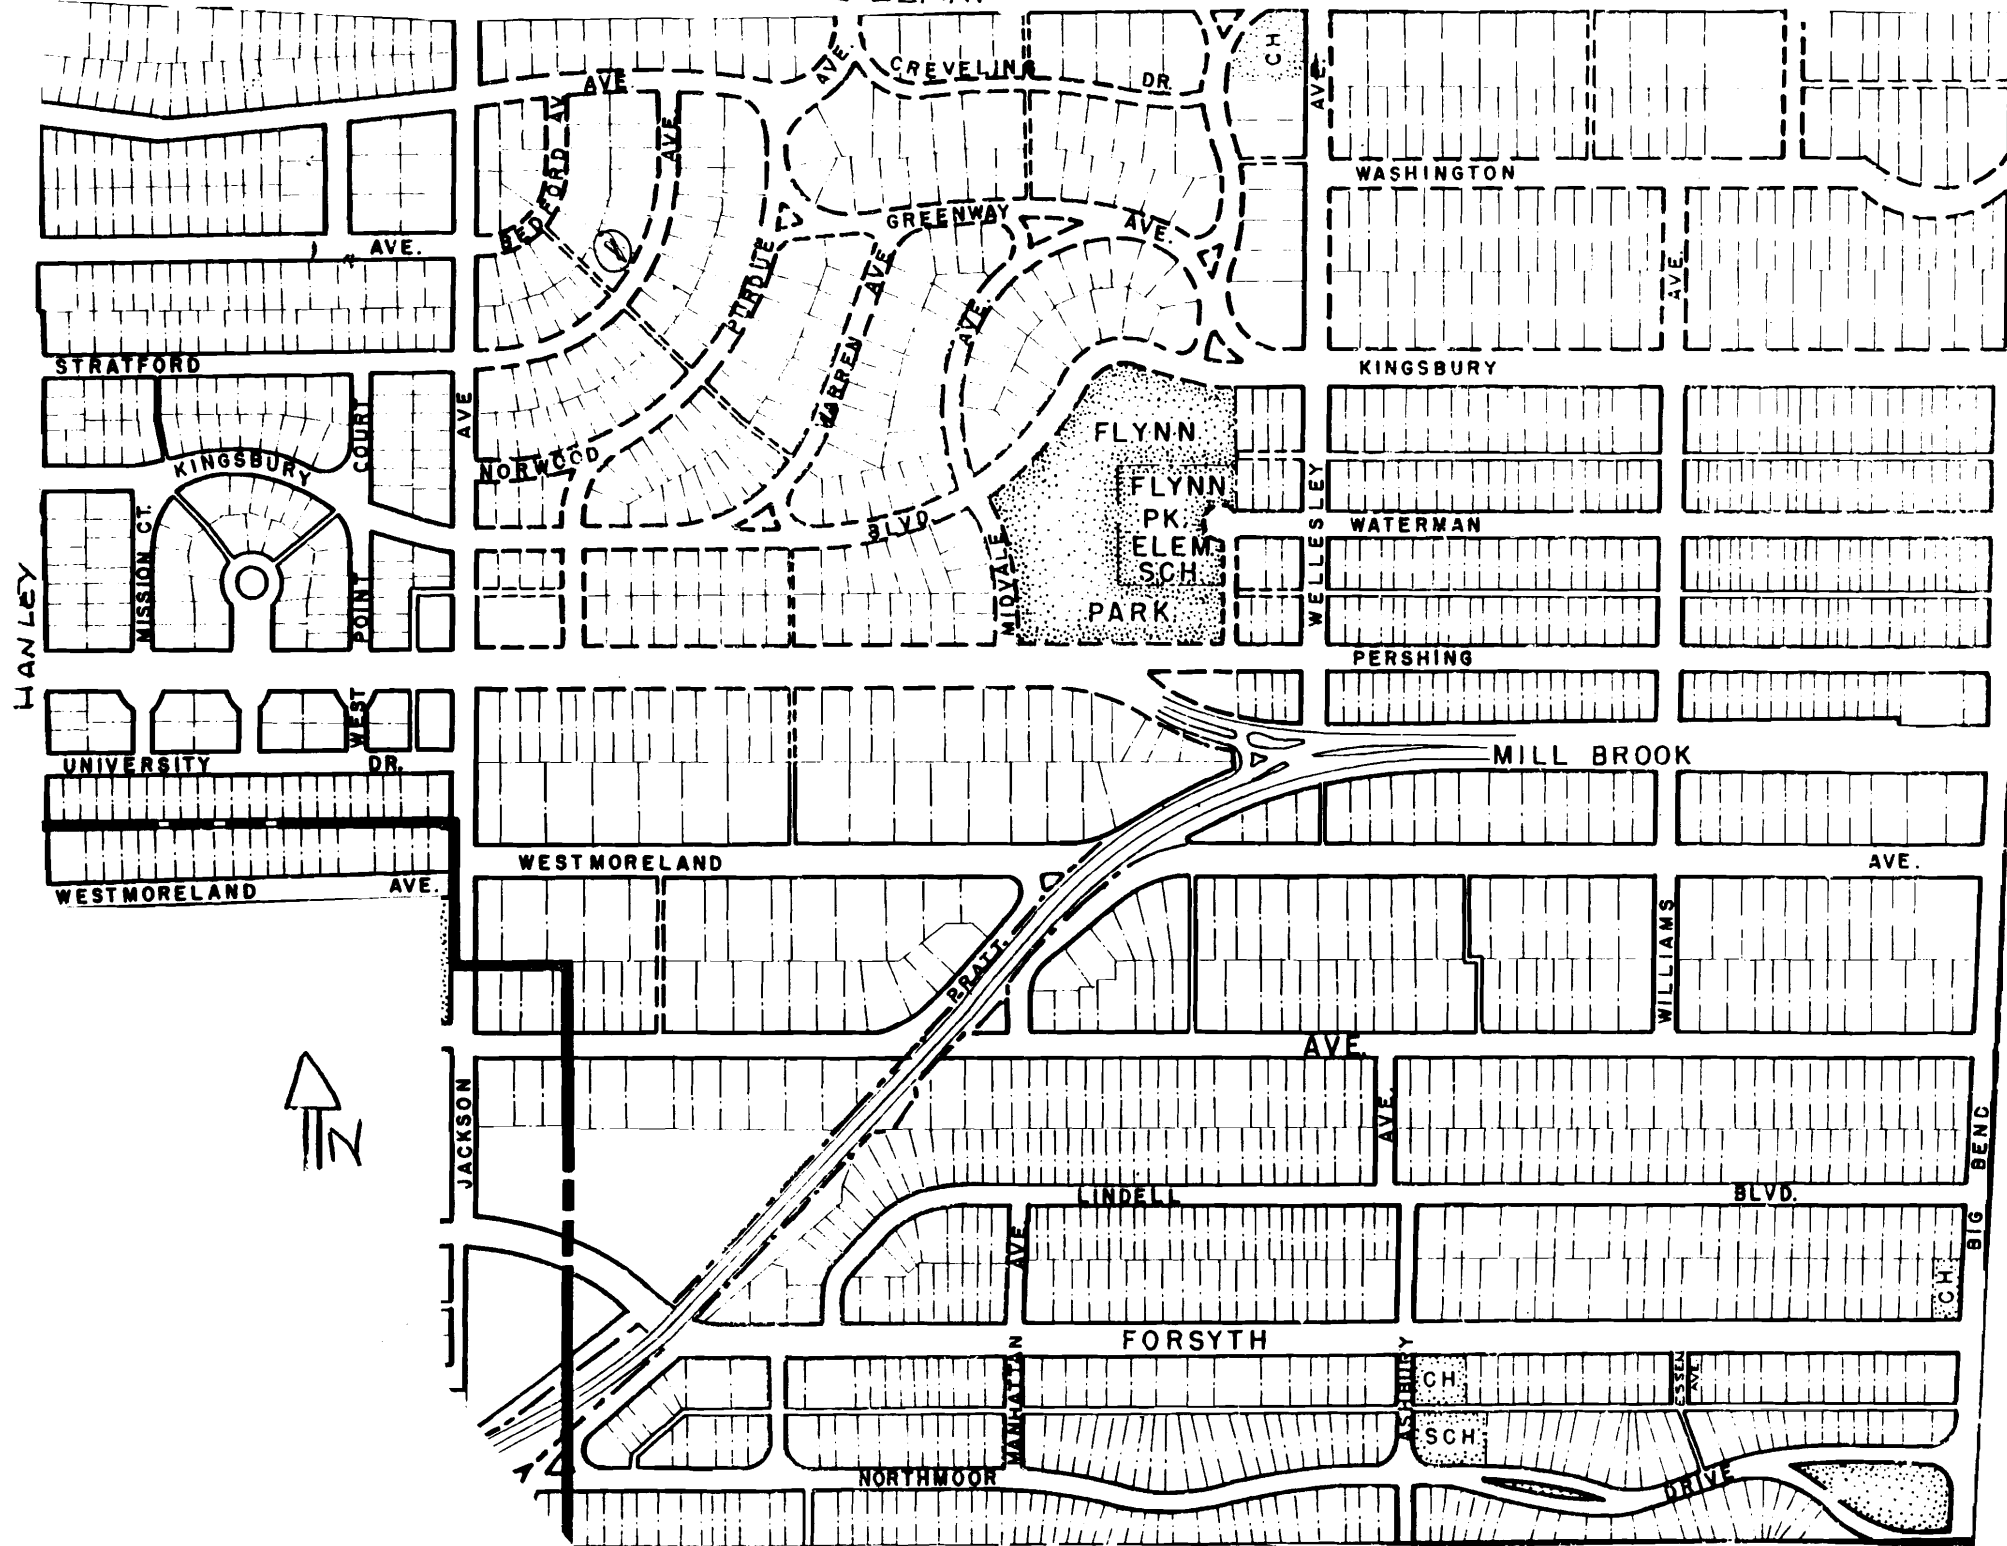 AVE.
CREVELING
DR.
CH
AVE.
AVE
BEDFORD AV
AVE
WASHINGTON
GREENWAY
AVE.
AVE.
PURDUE
AVE
WARREN
AVE.
AVE.
STRATFORD
KINGSBURY
COURT
AVE
KINGSBURY
NORWOOD
FLYNN
FLYNN
PK.
ELEM
SCH.
PARK
WATERMAN
BLVD
MIDVALE
WELLESLEY
HANLEY
MISSION CT.
POINT
WEST
PERSHING
UNIVERSITY
DR.
MILL BROOK
WESTMORELAND
AVE.
WESTMORELAND
AVE.
PRATT
WILLIAMS
AVE.
N
JACKSON
AVE.
BIG BEND
LINDELL
BLVD.
AVE
CH
FORSYTH
MANHATTAN
ASHBURY
CH
ESSEN
AVE.
SCH.
NORTHMOOR
DRIVE